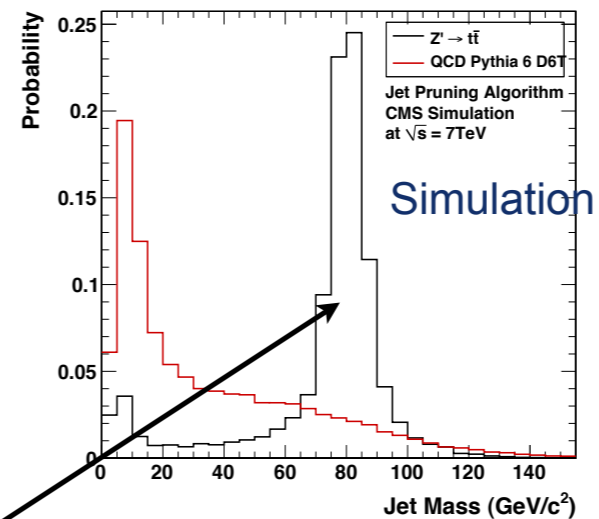 Probability
0.25
0.2
0.15
0.1
0.05
0
Z' → tt̄
QCD Pythia 6 D6T
Jet Pruning Algorithm
CMS Simulation
at √s = 7TeV
Simulation
0 20 40 60 80 100 120 140
Jet Mass (GeV/c²)